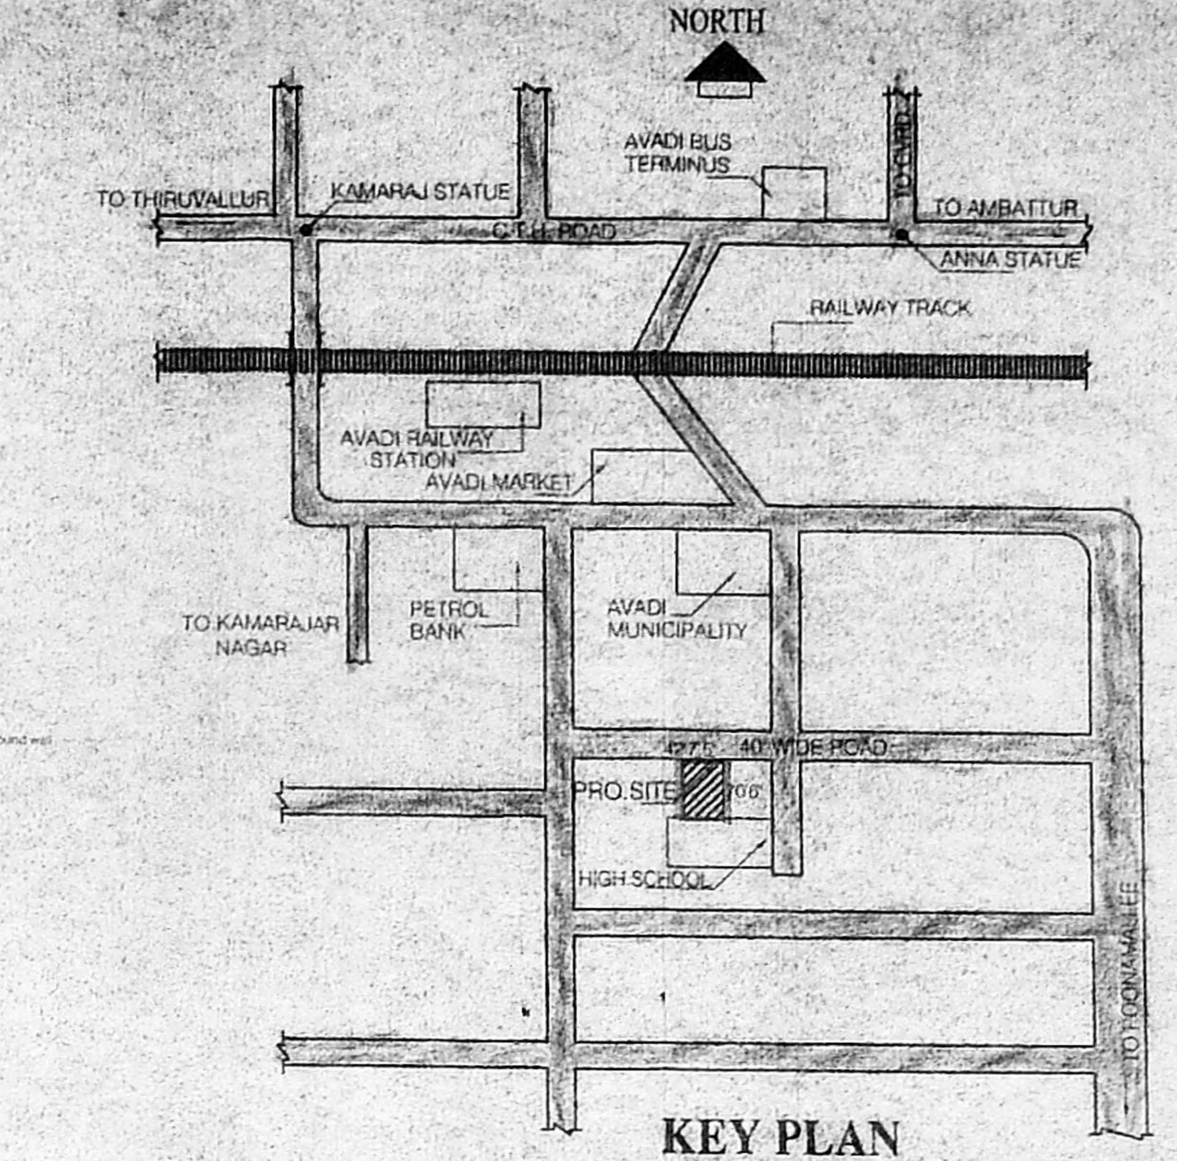 NORTH
AVADI BUS
TERMINUS
TO CVRD
TO THIRUVALLUR
KAMARAJ STATUE
TO AMBATTUR
C.T.H. ROAD
ANNA STATUE
RAILWAY TRACK
AVADI RAILWAY
STATION
AVADI MARKET
PETROL
BANK
AVADI
MUNICIPALITY
TO KAMARAJAR
NAGAR
40' WIDE ROAD
PRO.SITE
HIGH SCHOOL
TO POONAMALLEE
KEY PLAN